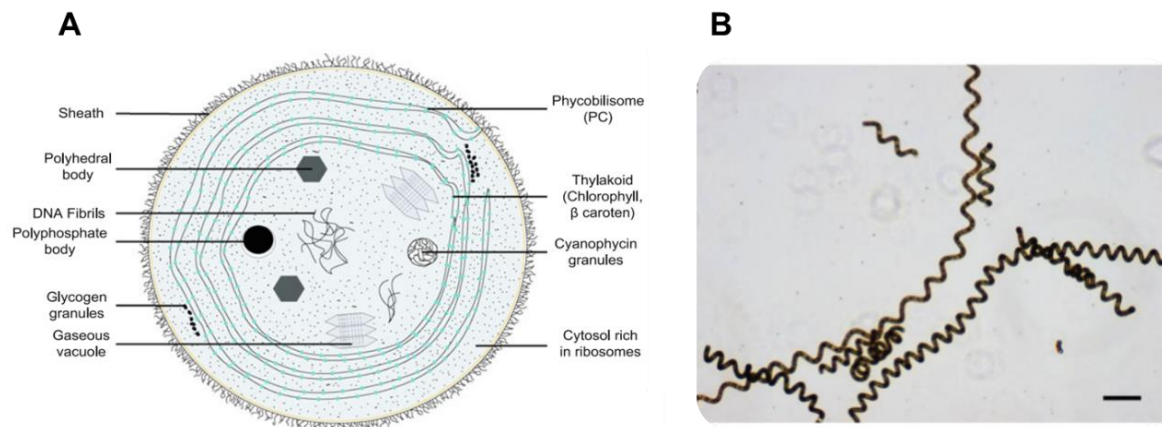 A
B
Sheath
Polyhedral
body
DNA Fibrils
Polyphosphate
body
Glycogen
granules
Gaseous
vacuole
Phycobilisome
(PC)
Thylakoid
(Chlorophyll,
β caroten)
Cyanophycin
granules
Cytosol rich
in ribosomes